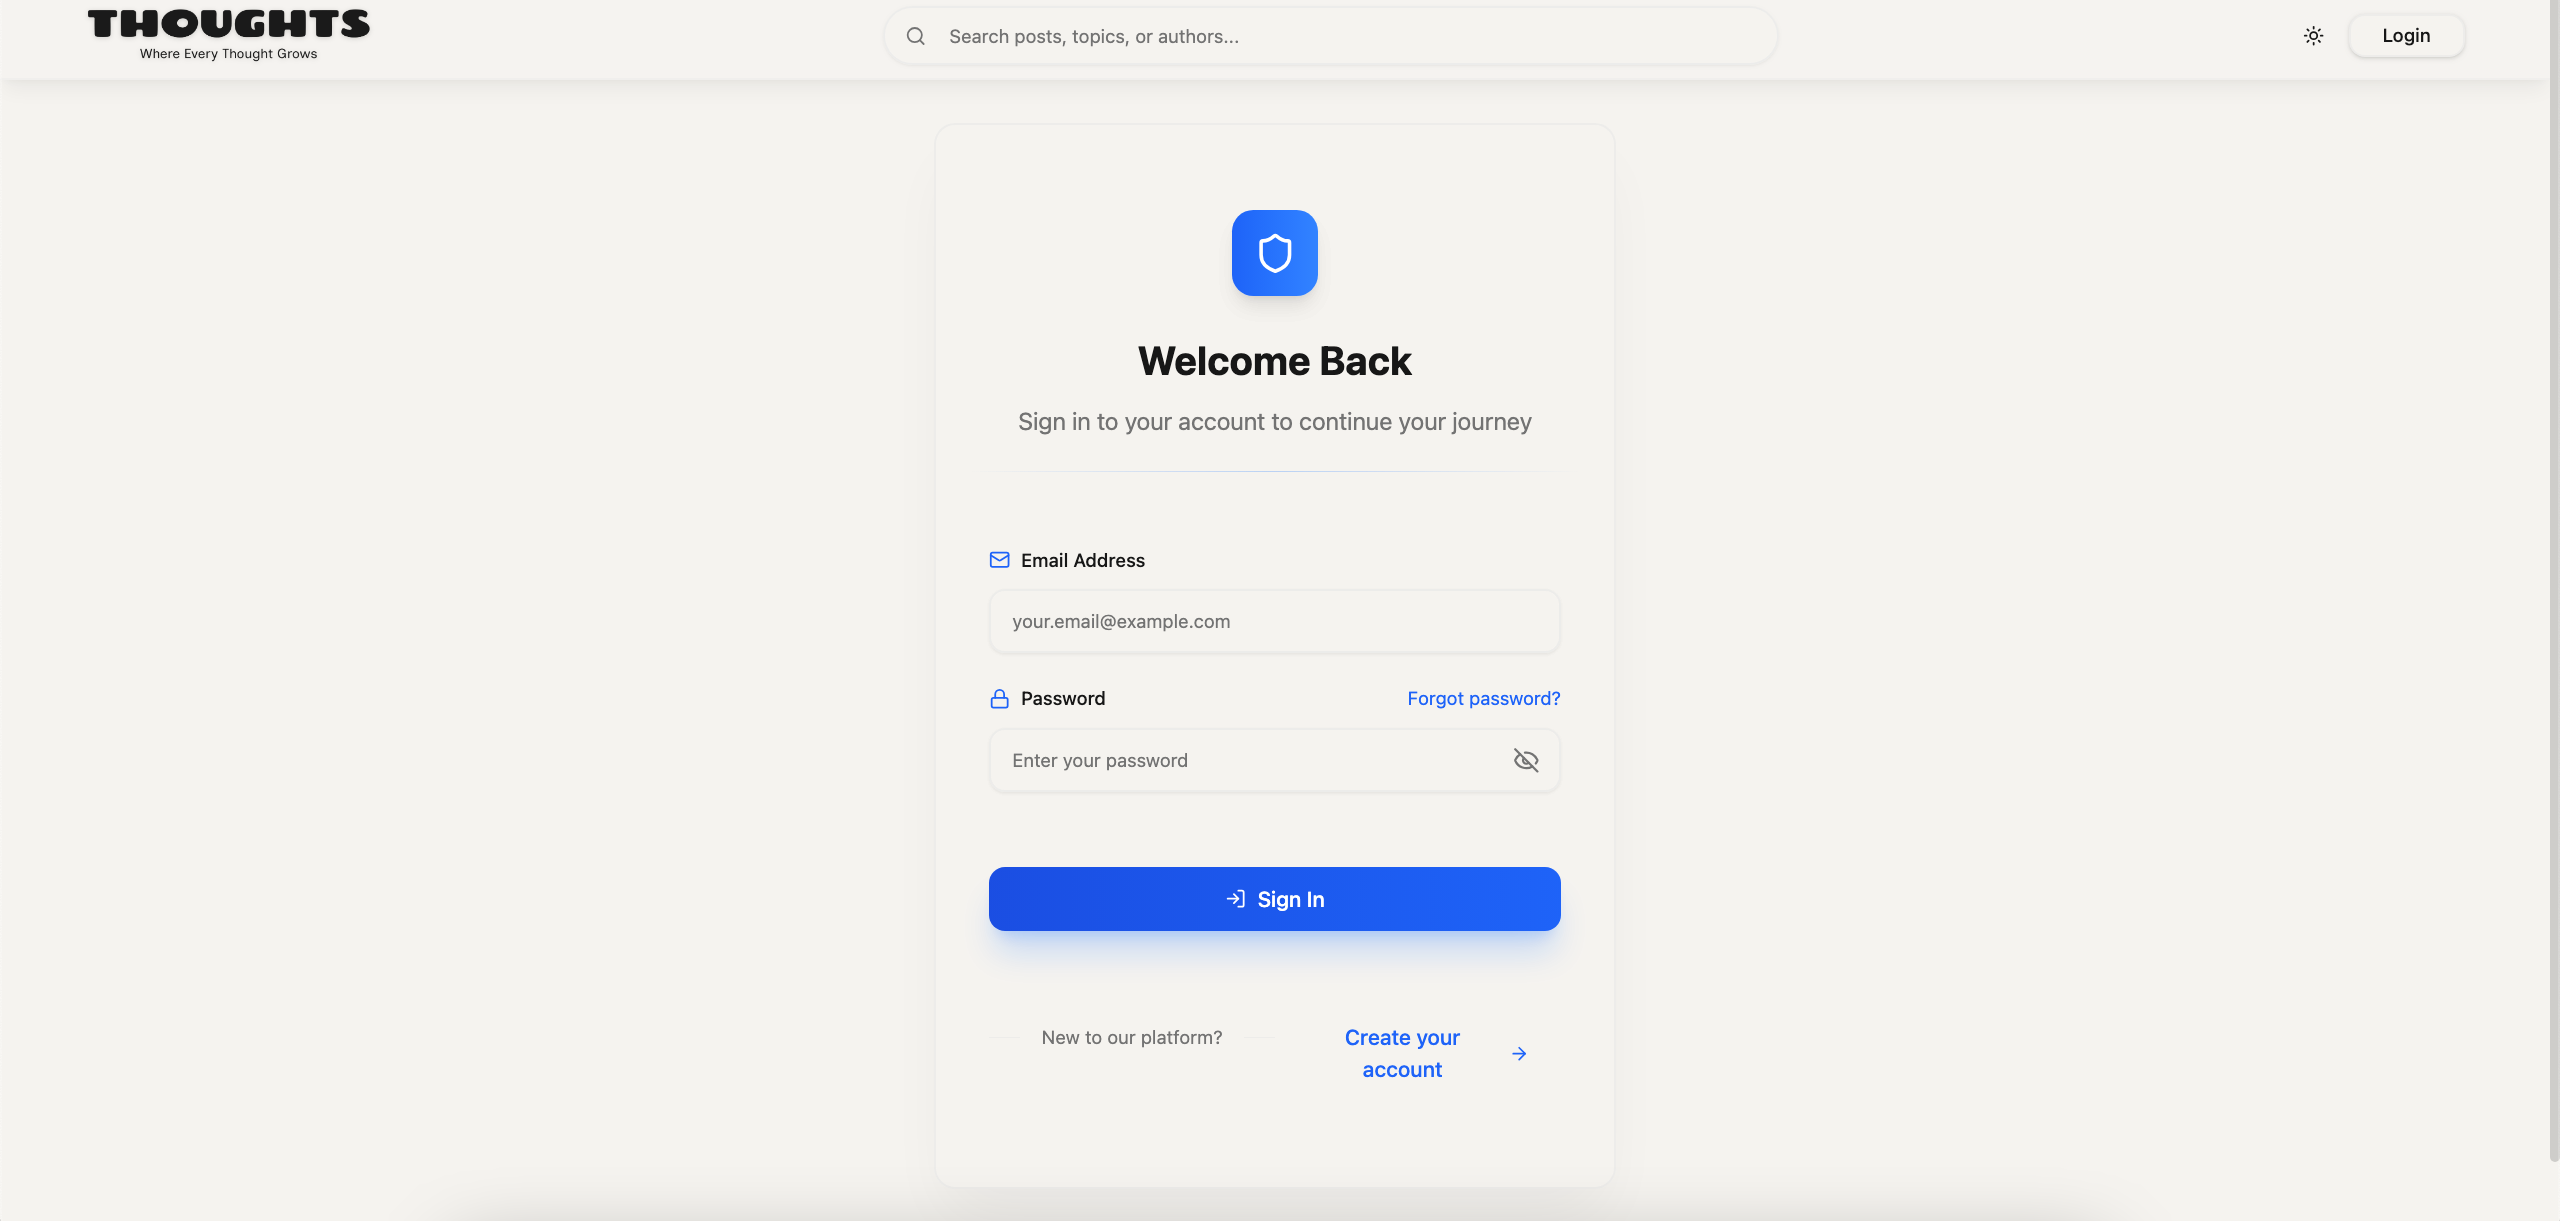 THOUGHTS
Where Every Thought Grows
Search posts, topics, or authors...
Login
Welcome Back
Sign in to your account to continue your journey
Email Address
your.email@example.com
Password
Forgot password?
Enter your password
Sign In
New to our platform?
Create your
account